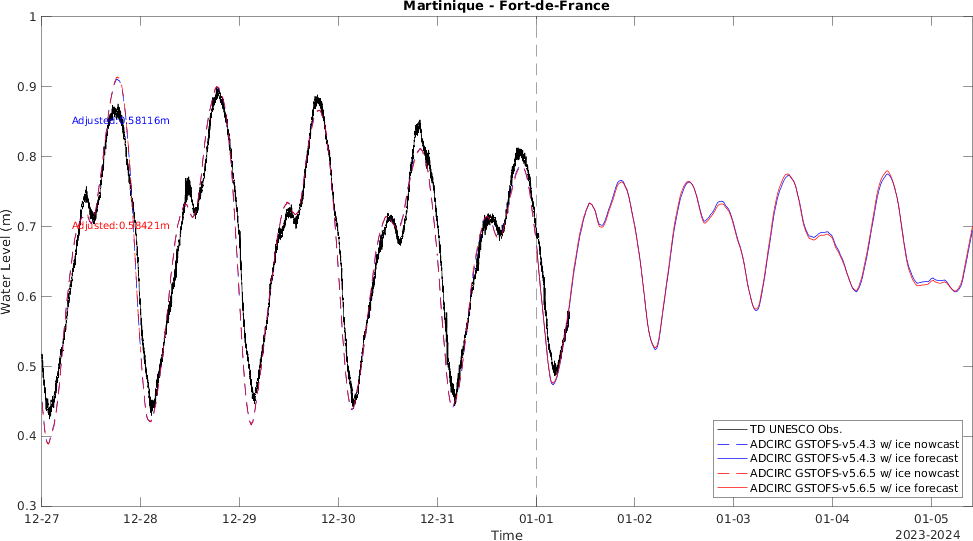 Martinique - Fort-de-France
1
0.9
0.8
0.7
0.6
0.5
0.4
0.3
Water Level (m)
Adjusted:0.58116m
Adjusted:0.58421m
TD UNESCO Obs.
ADCIRC GSTOFS-v5.4.3 w/ ice nowcast
ADCIRC GSTOFS-v5.4.3 w/ ice forecast
ADCIRC GSTOFS-v5.6.5 w/ ice nowcast
ADCIRC GSTOFS-v5.6.5 w/ ice forecast
12-27 12-28 12-29 12-30 12-31 01-01 01-02 01-03 01-04 01-05
Time
2023-2024